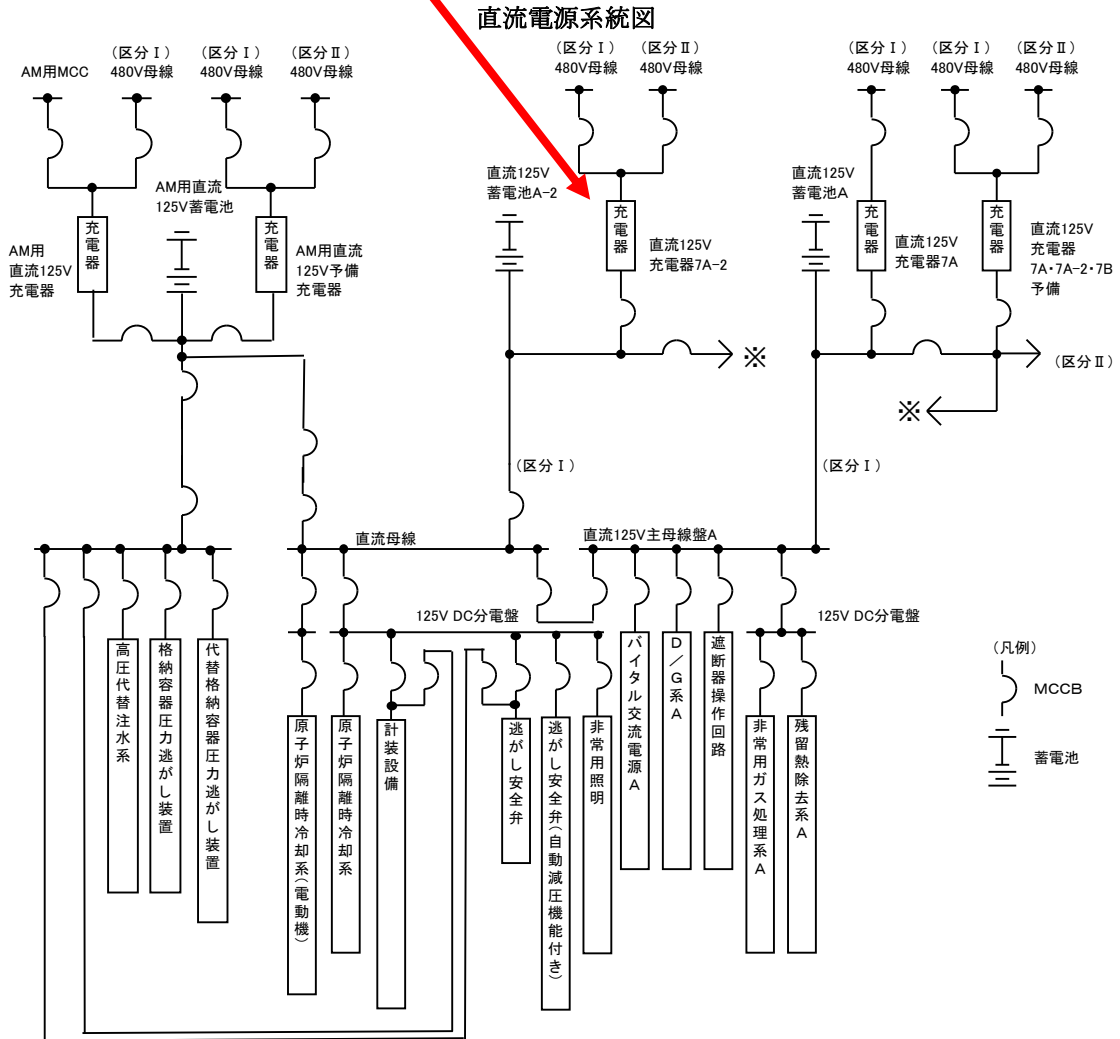 直流電源系統図
AM用MCC
(区分Ⅰ)
480V母線
(区分Ⅰ)
480V母線
(区分Ⅱ)
480V母線
(区分Ⅰ)
480V母線
(区分Ⅱ)
480V母線
(区分Ⅰ)
480V母線
(区分Ⅰ)
480V母線
(区分Ⅱ)
480V母線
AM用
直流125V
充電器
充電器
AM用直流
125V蓄電池
充電器
AM用直流
125V予備
充電器
直流125V
蓄電池A-2
充電器
直流125V
充電器7A-2
直流125V
蓄電池A
充電器
直流125V
充電器7A
充電器
直流125V
充電器
7A・7A-2・7B
予備
※
(区分Ⅱ)
※
(区分Ⅰ)
(区分Ⅰ)
直流母線
直流125V主母線盤A
125V DC分電盤
125V DC分電盤
高圧代替注水系
格納容器圧力逃がし装置
代替格納容器圧力逃がし装置
原子炉隔離時冷却系(電動機)
原子炉隔離時冷却系
計装設備
逃がし安全弁
逃がし安全弁(自動減圧機能付き)
非常用照明
バイタル交流電源A
D/G系A
遮断器操作回路
非常用ガス処理系A
残留熱除去系A
(凡例)
MCCB
蓄電池